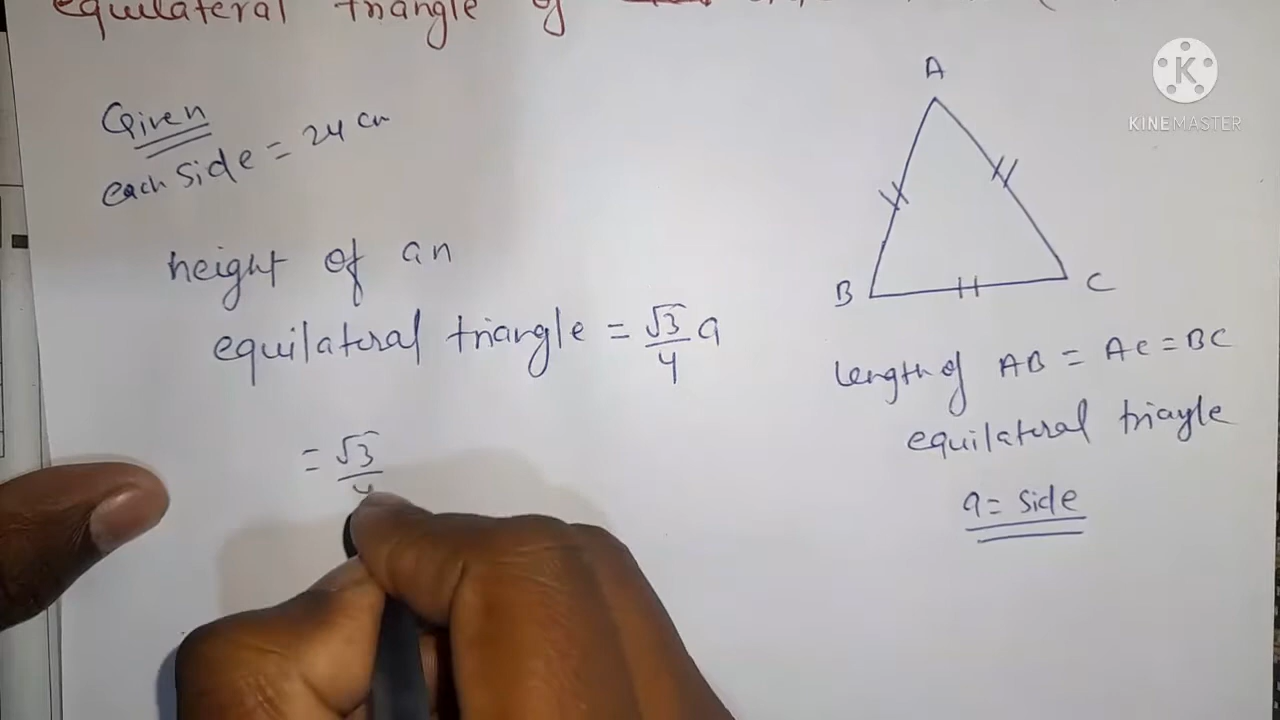 equilateral triangle of
Given
each side = 24 cm
height of an
equilateral triangle = √3/4 a
= √3/4
A
B
C
length of AB = AC = BC
equilateral triayle
a = side
KINEMASTER